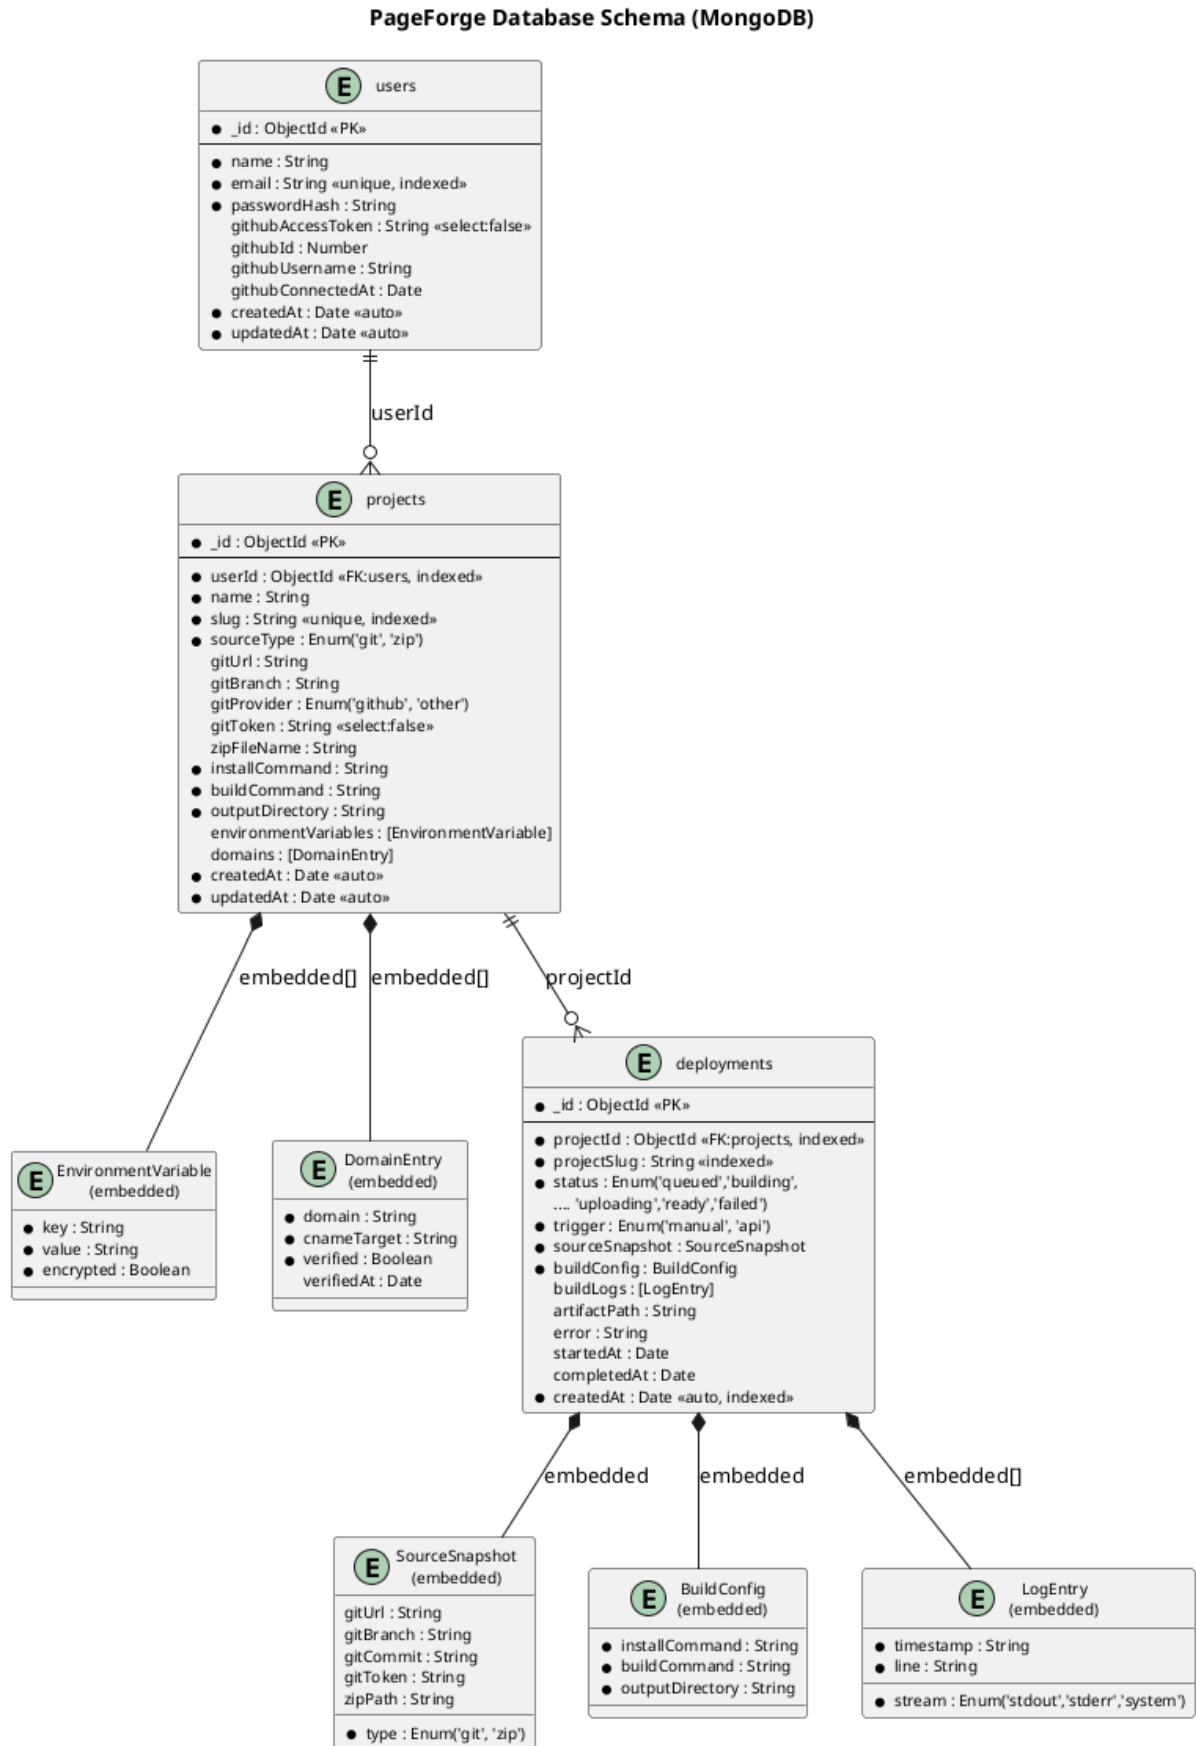 PageForge Database Schema (MongoDB)
E users
_id : ObjectId «PK»
name : String
email : String «unique, indexed»
passwordHash : String
githubAccessToken : String «select:false»
githubId : Number
githubUsername : String
githubConnectedAt : Date
createdAt : Date «auto»
updatedAt : Date «auto»
userId
E projects
_id : ObjectId «PK»
userId : ObjectId «FK:users, indexed»
name : String
slug : String «unique, indexed»
sourceType : Enum('git', 'zip')
gitUrl : String
gitBranch : String
gitProvider : Enum('github', 'other')
gitToken : String «select:false»
zipFileName : String
installCommand : String
buildCommand : String
outputDirectory : String
environmentVariables : [EnvironmentVariable]
domains : [DomainEntry]
createdAt : Date «auto»
updatedAt : Date «auto»
embedded[]
embedded[]
projectId
E EnvironmentVariable
(embedded)
key : String
value : String
encrypted : Boolean
E DomainEntry
(embedded)
domain : String
cnameTarget : String
verified : Boolean
verifiedAt : Date
E deployments
_id : ObjectId «PK»
projectId : ObjectId «FK:projects, indexed»
projectSlug : String «indexed»
status : Enum('queued','building',
.... 'uploading','ready','failed')
trigger : Enum('manual', 'api')
sourceSnapshot : SourceSnapshot
buildConfig : BuildConfig
buildLogs : [LogEntry]
artifactPath : String
error : String
startedAt : Date
completedAt : Date
createdAt : Date «auto, indexed»
embedded
embedded
embedded[]
E SourceSnapshot
(embedded)
gitUrl : String
gitBranch : String
gitCommit : String
gitToken : String
zipPath : String
type : Enum('git', 'zip')
E BuildConfig
(embedded)
installCommand : String
buildCommand : String
outputDirectory : String
E LogEntry
(embedded)
timestamp : String
line : String
stream : Enum('stdout','stderr','system')